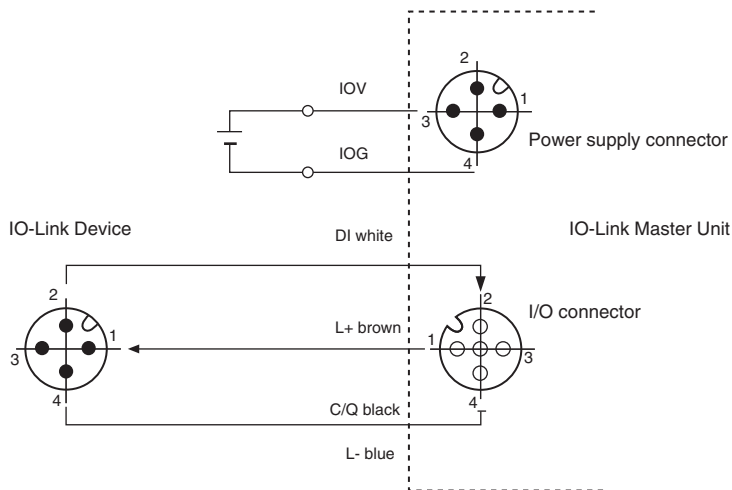 2
IOV
1
3
Power supply connector
IOG
4
IO-Link Device
IO-Link Master Unit
DI white
2
2
I/O connector
L+ brown
1
1
3
3
4
4
C/Q black
L- blue